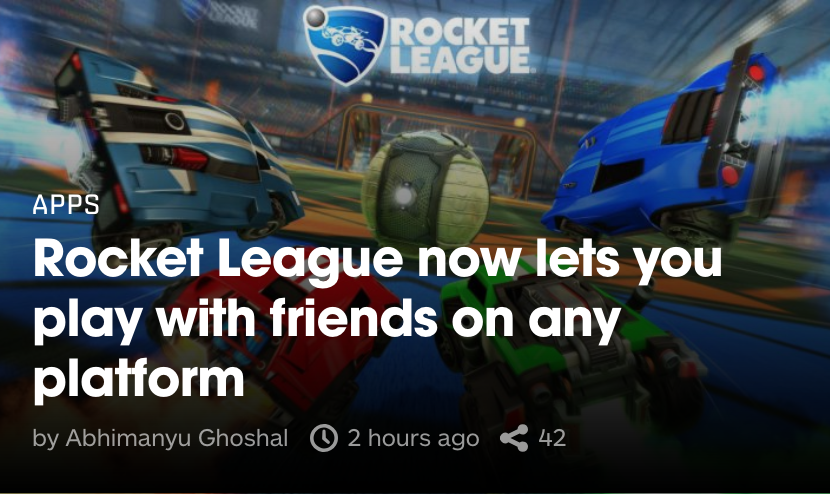 ROCKET
LEAGUE
APPS
Rocket League now lets you
play with friends on any
platform
by Abhimanyu Ghoshal 2 hours ago 42